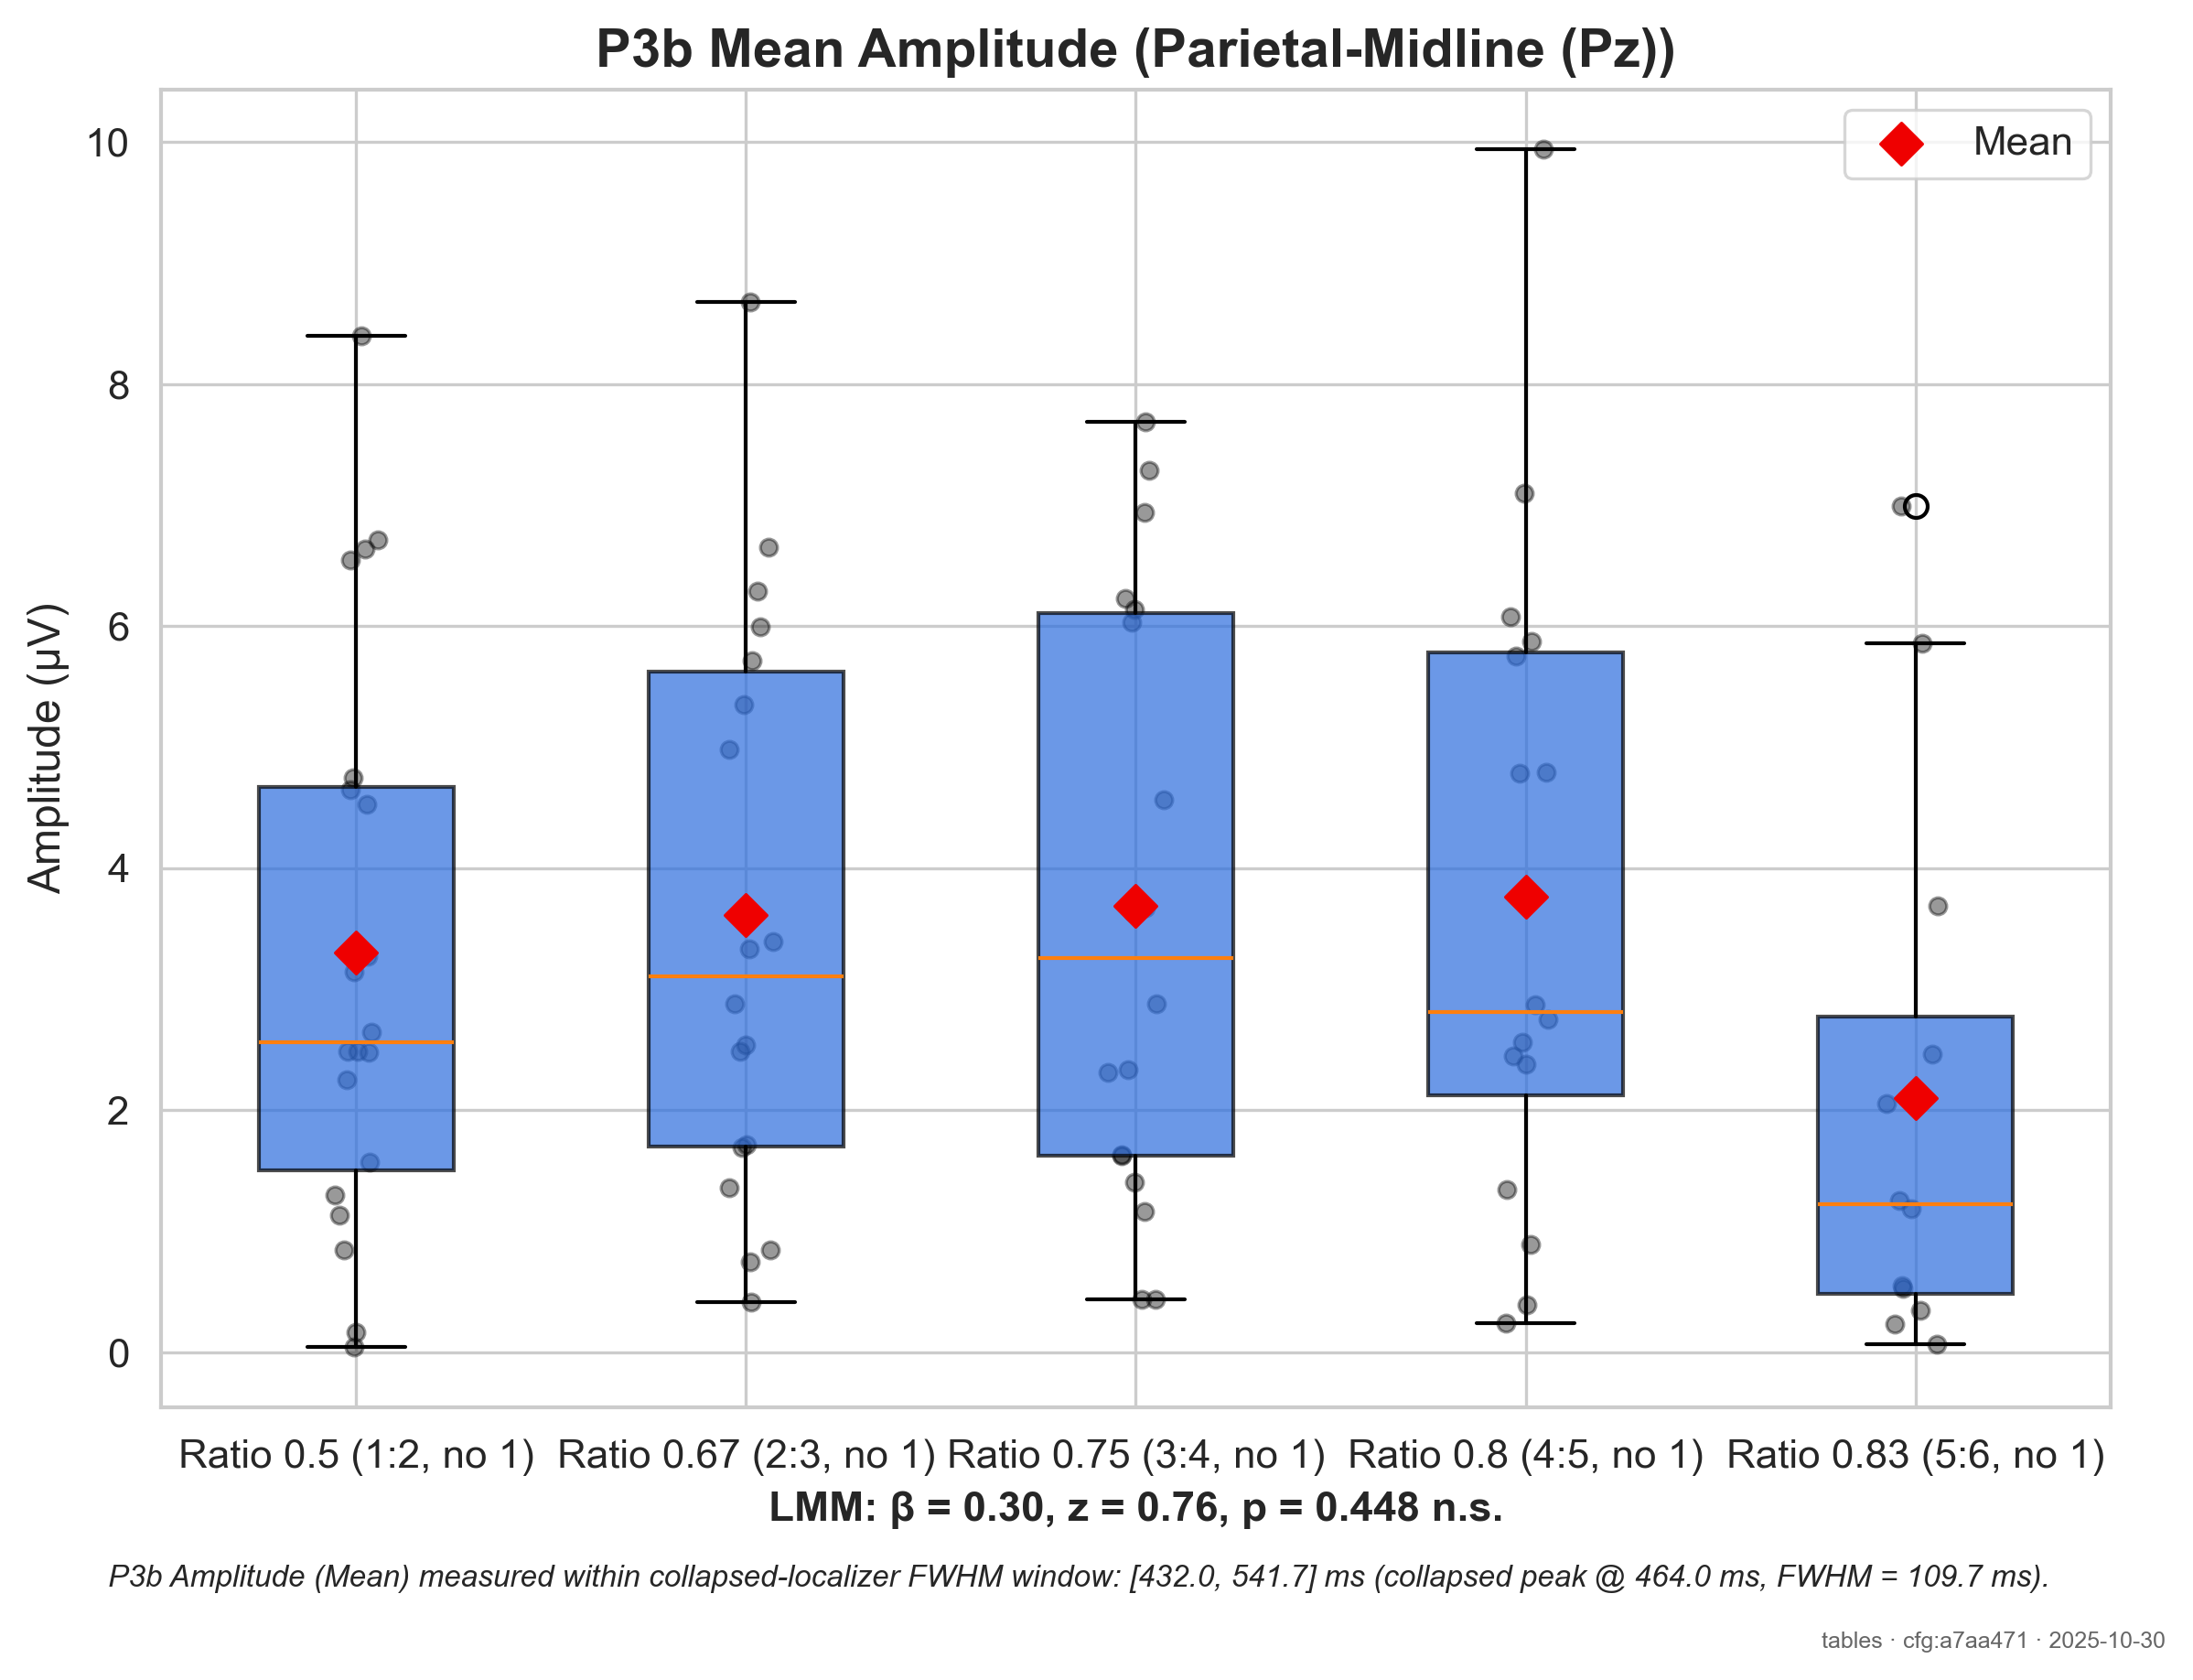 P3b Mean Amplitude (Parietal-Midline (Pz))
Mean
Amplitude (µV)
10
8
6
4
2
0
Ratio 0.5 (1:2, no 1) Ratio 0.67 (2:3, no 1) Ratio 0.75 (3:4, no 1) Ratio 0.8 (4:5, no 1) Ratio 0.83 (5:6, no 1)
LMM: β = 0.30, z = 0.76, p = 0.448 n.s.
P3b Amplitude (Mean) measured within collapsed-localizer FWHM window: [432.0, 541.7] ms (collapsed peak @ 464.0 ms, FWHM = 109.7 ms).
tables · cfg:a7aa471 · 2025-10-30